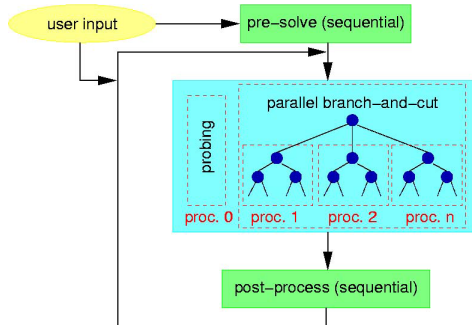 user input
pre-solve (sequential)
parallel branch-and-cut
probing
proc. 0
proc. 1
proc. 2
proc. n
post-process (sequential)